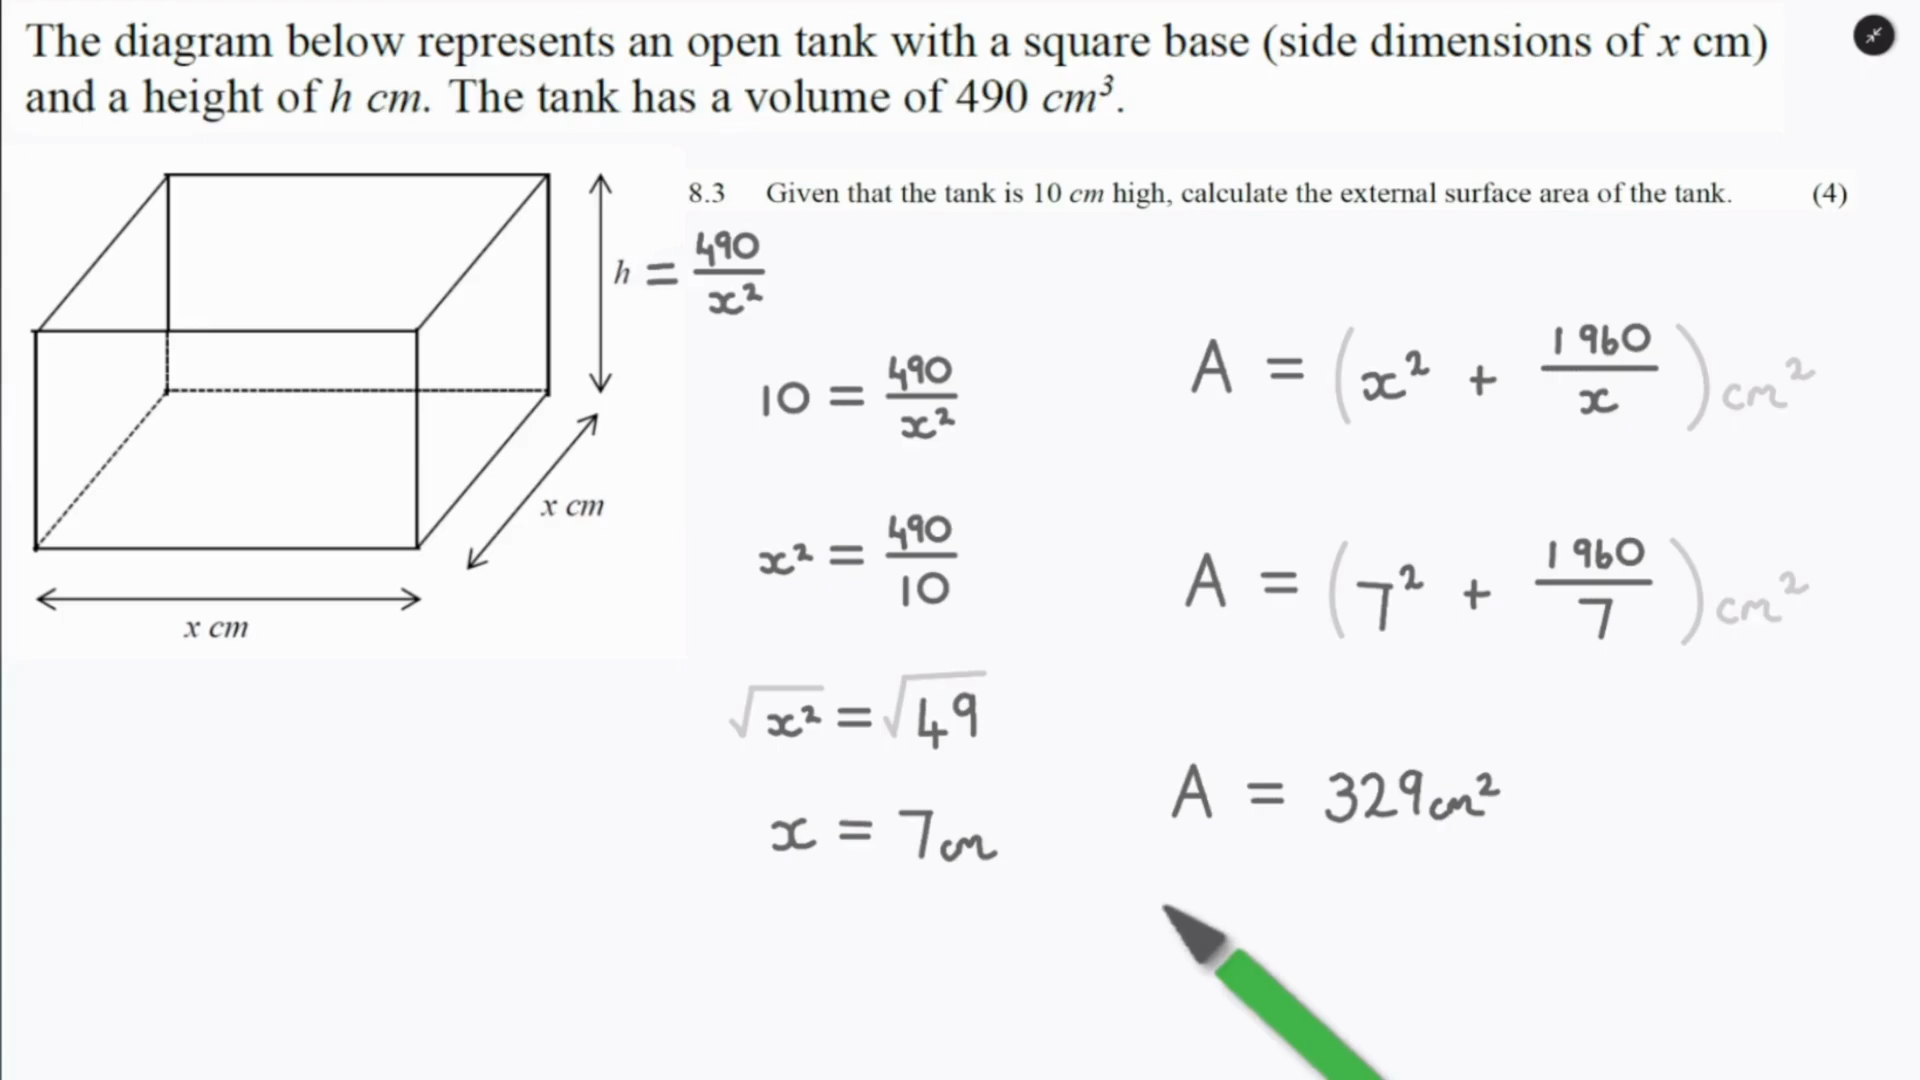 The diagram below represents an open tank with a square base (side dimensions of x cm)
and a height of h cm. The tank has a volume of 490 cm³.
8.3 Given that the tank is 10 cm high, calculate the external surface area of the tank. (4)
h = 490/x²
x cm
x cm
10 = 490/x²
x² = 490/10
√x² = √49
x = 7cm
A = (x² + 1960/x) cm²
A = (7² + 1960/7) cm²
A = 329cm²